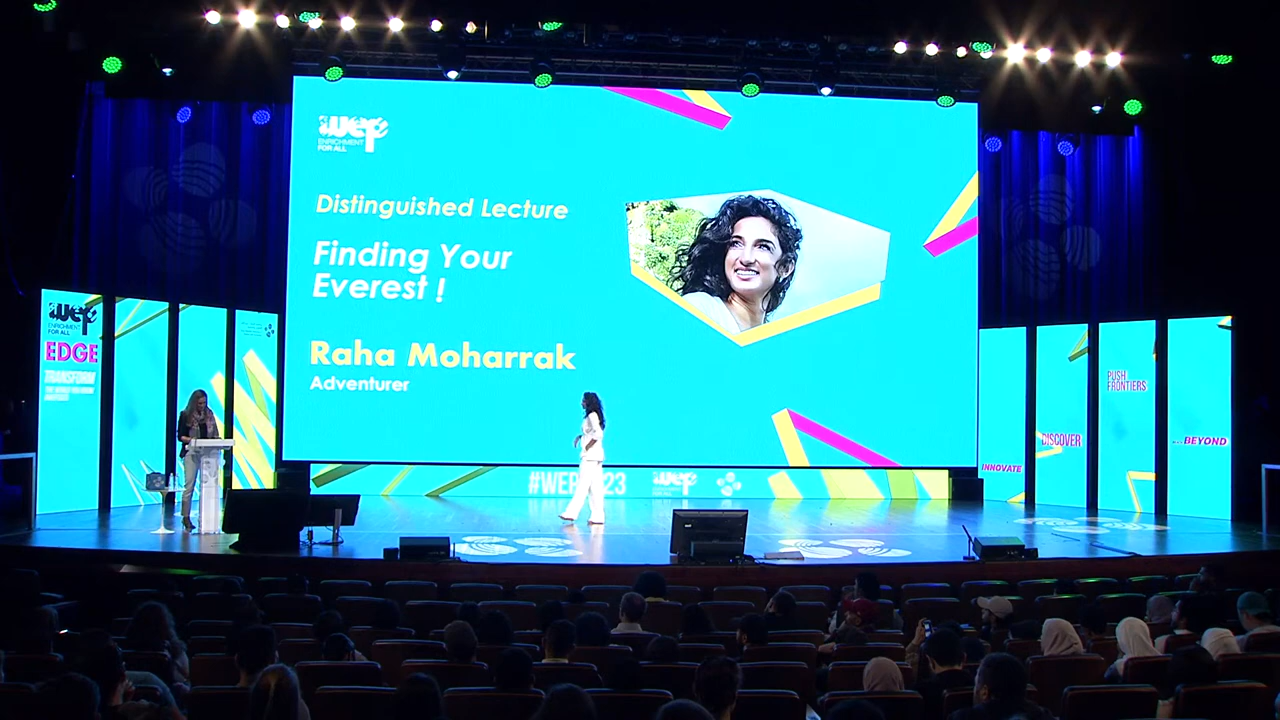 wep
ENRICHMENT
FOR ALL
Distinguished Lecture
Finding Your
Everest !
Raha Moharrak
Adventurer
wep
ENRICHMENT
FOR ALL
EDGE
TRANSFORM
PUSH
FRONTIERS
DISCOVER
...BEYOND
INNOVATE
wep